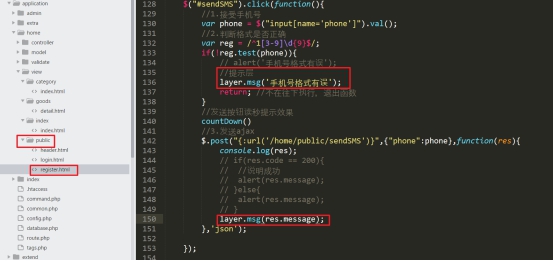 application
admin
extra
home
controller
model
validate
view
category
index.html
goods
detail.html
index
index.html
public
header.html
login.html
register.html
index
.htaccess
command.php
common.php
config.php
database.php
route.php
tags.php
extend
128 $("#sendSMS").click(function(){
129 //1.接受手机号
130 var phone = $("input[name='phone']").val();
131 //2.判断格式是否正确
132 var reg = /^1[3-9]\d{9}$/;
133 if(!reg.test(phone)){
134 // alert('手机号格式有误');
135 //提示层
136 layer.msg('手机号格式有误');
137 return; //不在往下执行，退出函数
138 }
139 //发送按钮读秒提示效果
140 countDown()
141 //3.发送ajax
142 $.post("{:url('/home/public/sendSMS')}",{"phone":phone},function(res){
143 console.log(res);
144 // if(res.code == 200){
145 // //说明成功
146 // alert(res.message);
147 // }else{
148 // alert(res.message);
149 // }
150 layer.msg(res.message);
151 },'json');
152
153 });
154